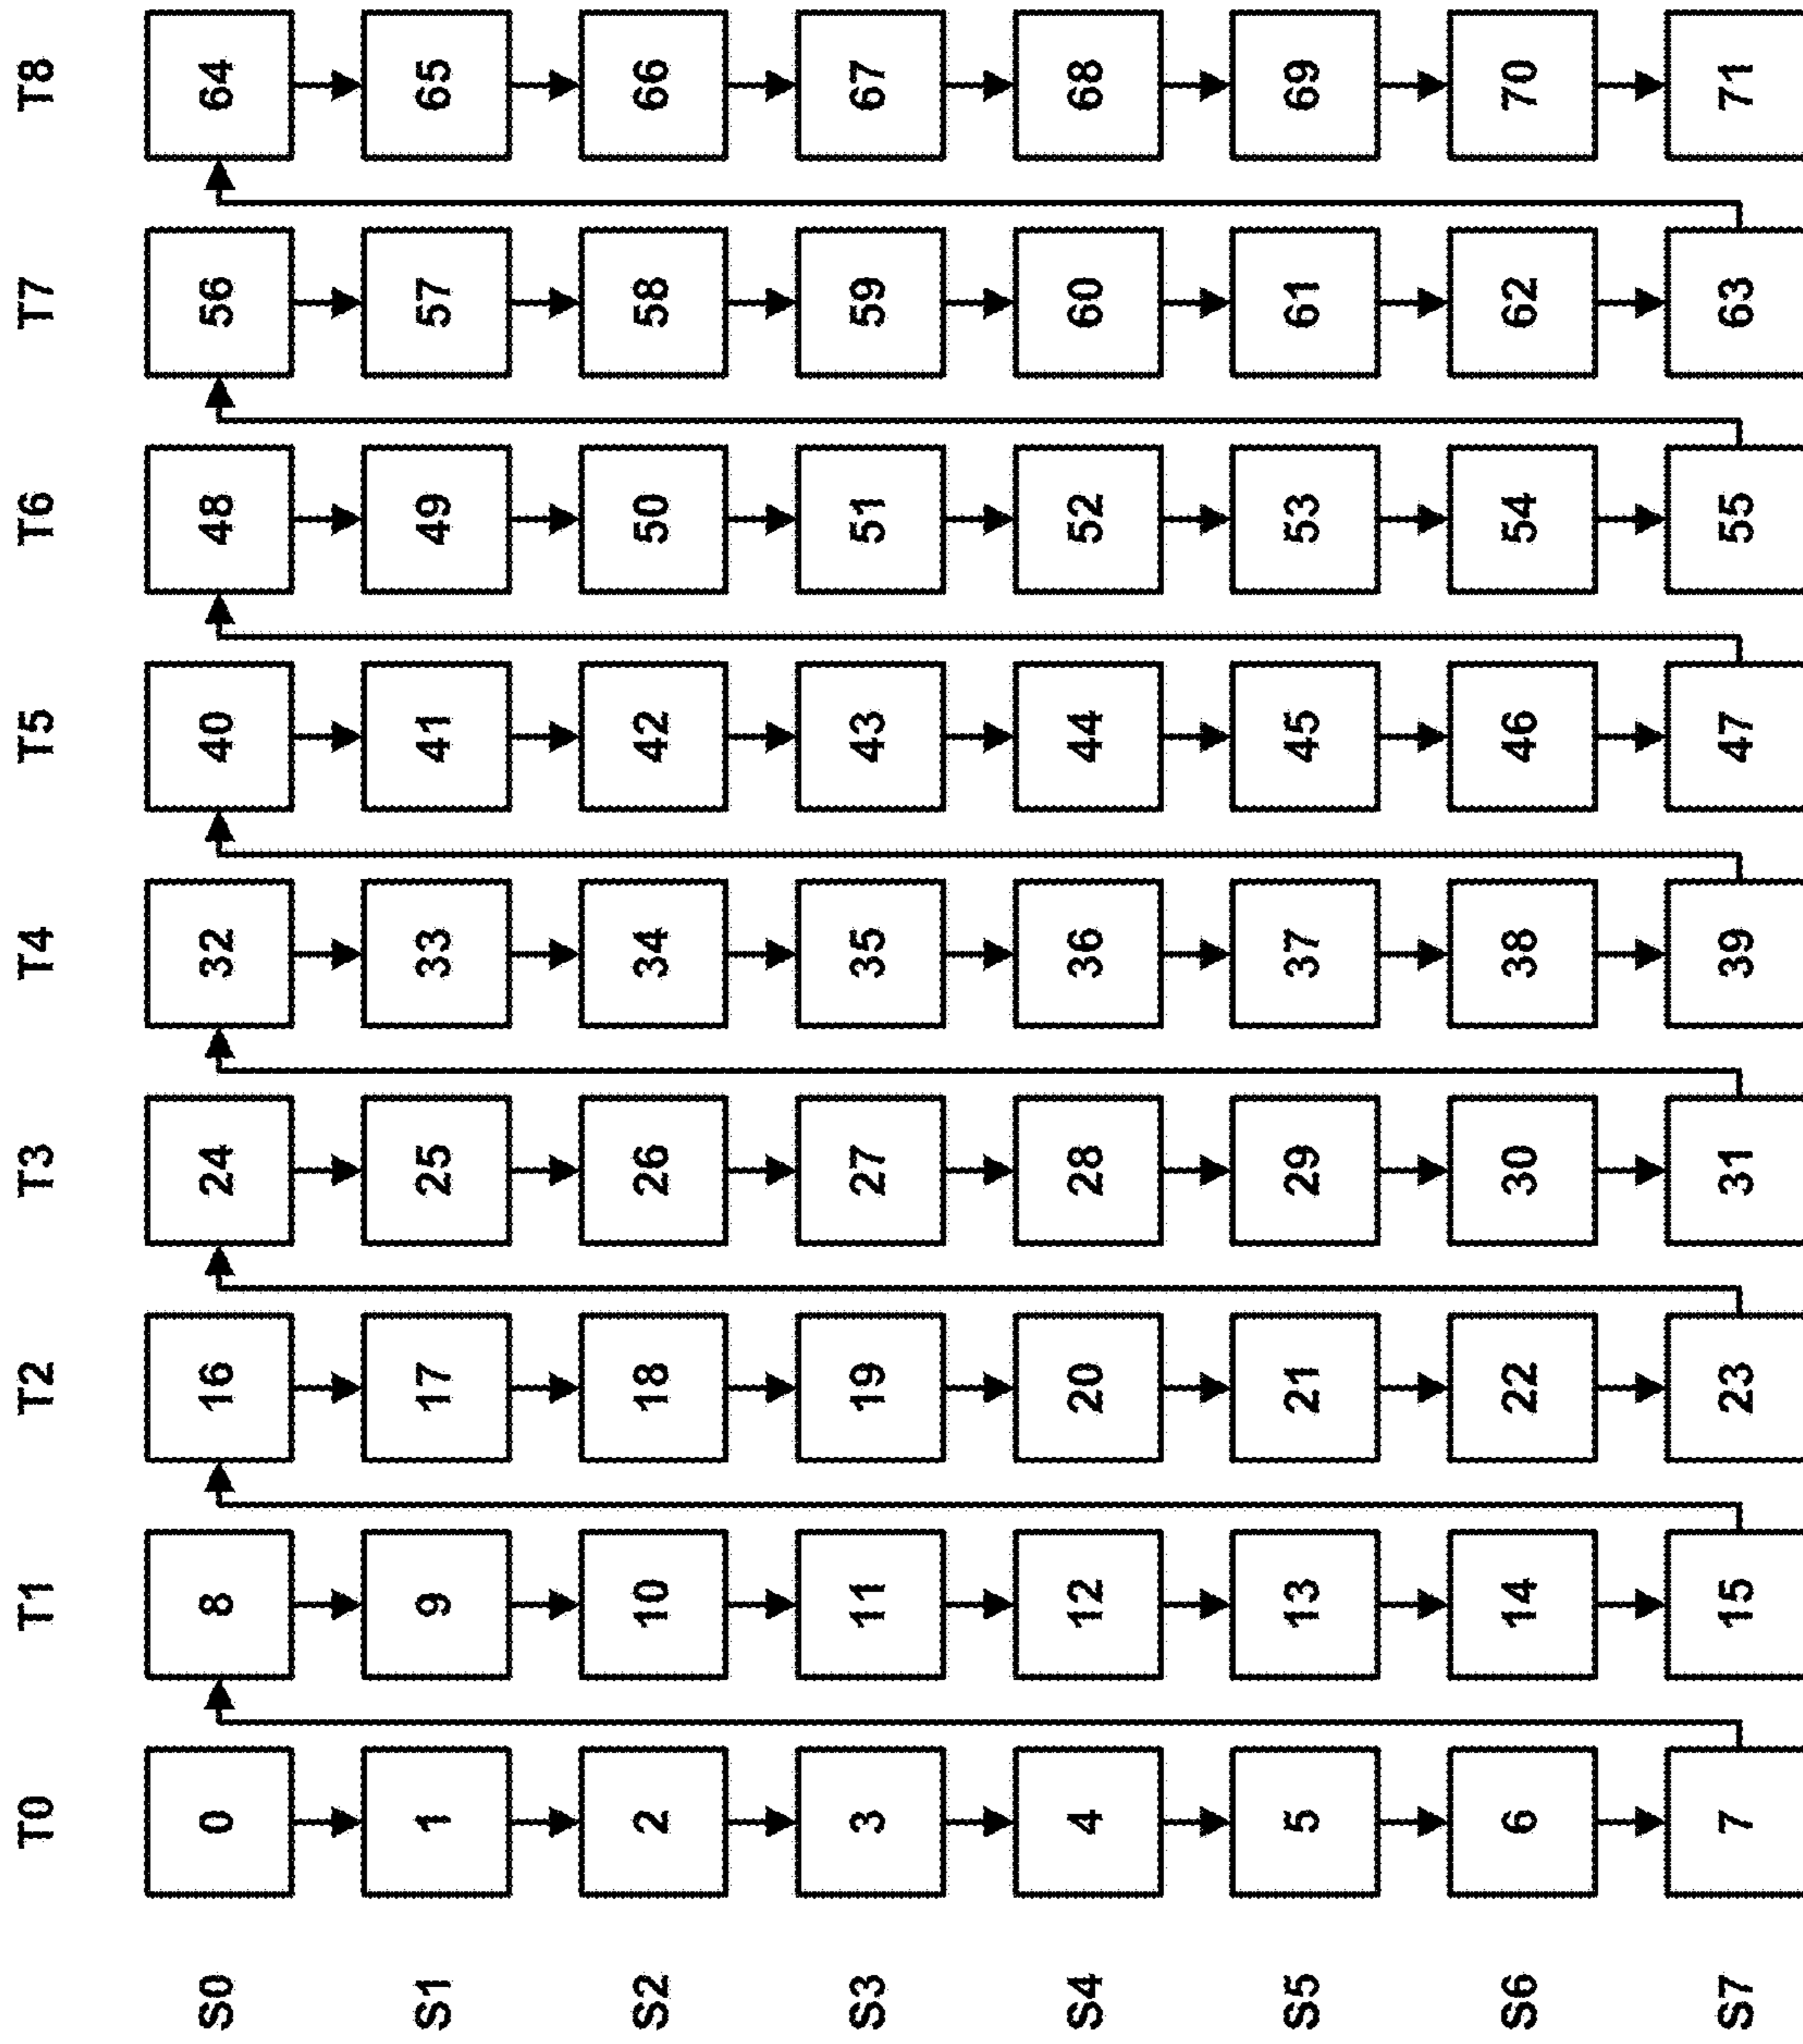 T0 T1 T2 T3 T4 T5 T6 T7 T8
S0 0 8 16 24 32 40 48 56 64
S1 1 9 17 25 33 41 49 57 65
S2 2 10 18 26 34 42 50 58 66
S3 3 11 19 27 35 43 51 59 67
S4 4 12 20 28 36 44 52 60 68
S5 5 13 21 29 37 45 53 61 69
S6 6 14 22 30 38 46 54 62 70
S7 7 15 23 31 39 47 55 63 71